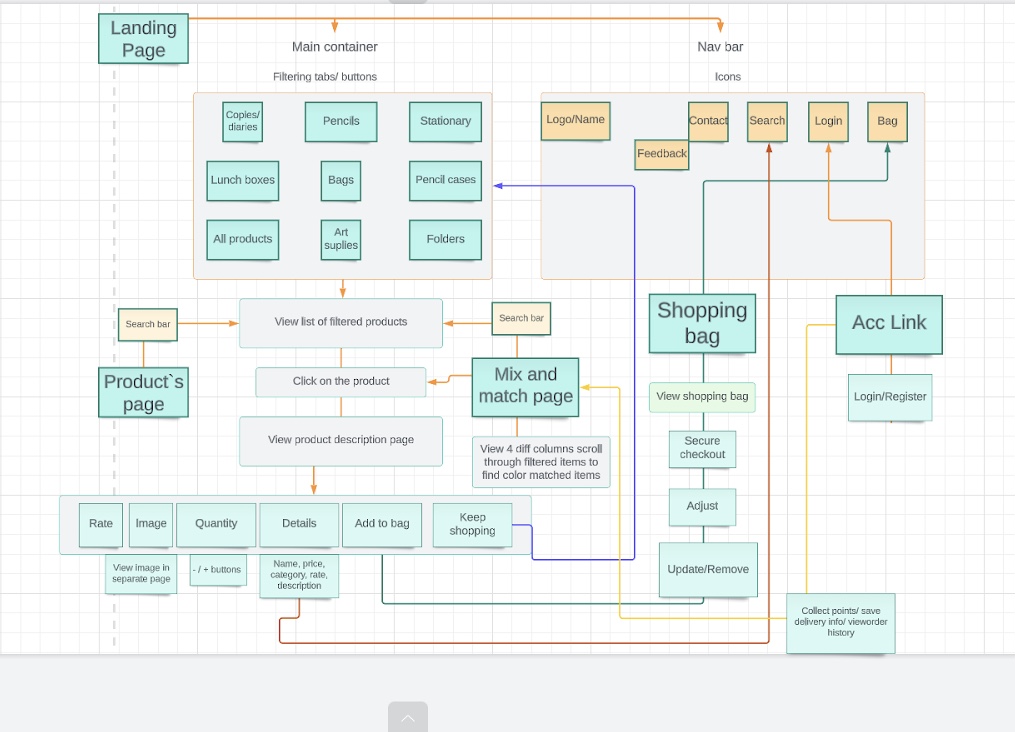 Landing
Page
Main container
Nav bar
Filtering tabs/ buttons
Icons
Copies/
diaries
Pencils
Stationary
Lunch boxes
Bags
Pencil cases
All products
Art
suplies
Folders
Logo/Name
Feedback
Contact
Search
Login
Bag
Search bar
View list of filtered products
Search bar
Shopping
bag
Acc Link
Product`s
page
Click on the product
Mix and
match page
View shopping bag
Login/Register
View product description page
View 4 diff columns scroll
through filtered items to
find color matched items
Secure
checkout
Adjust
Rate
Image
Quantity
Details
Add to bag
Keep
shopping
View image in
separate page
- / + buttons
Name, price,
category, rate,
description
Update/Remove
Collect points/ save
delivery info/ vieworder
history